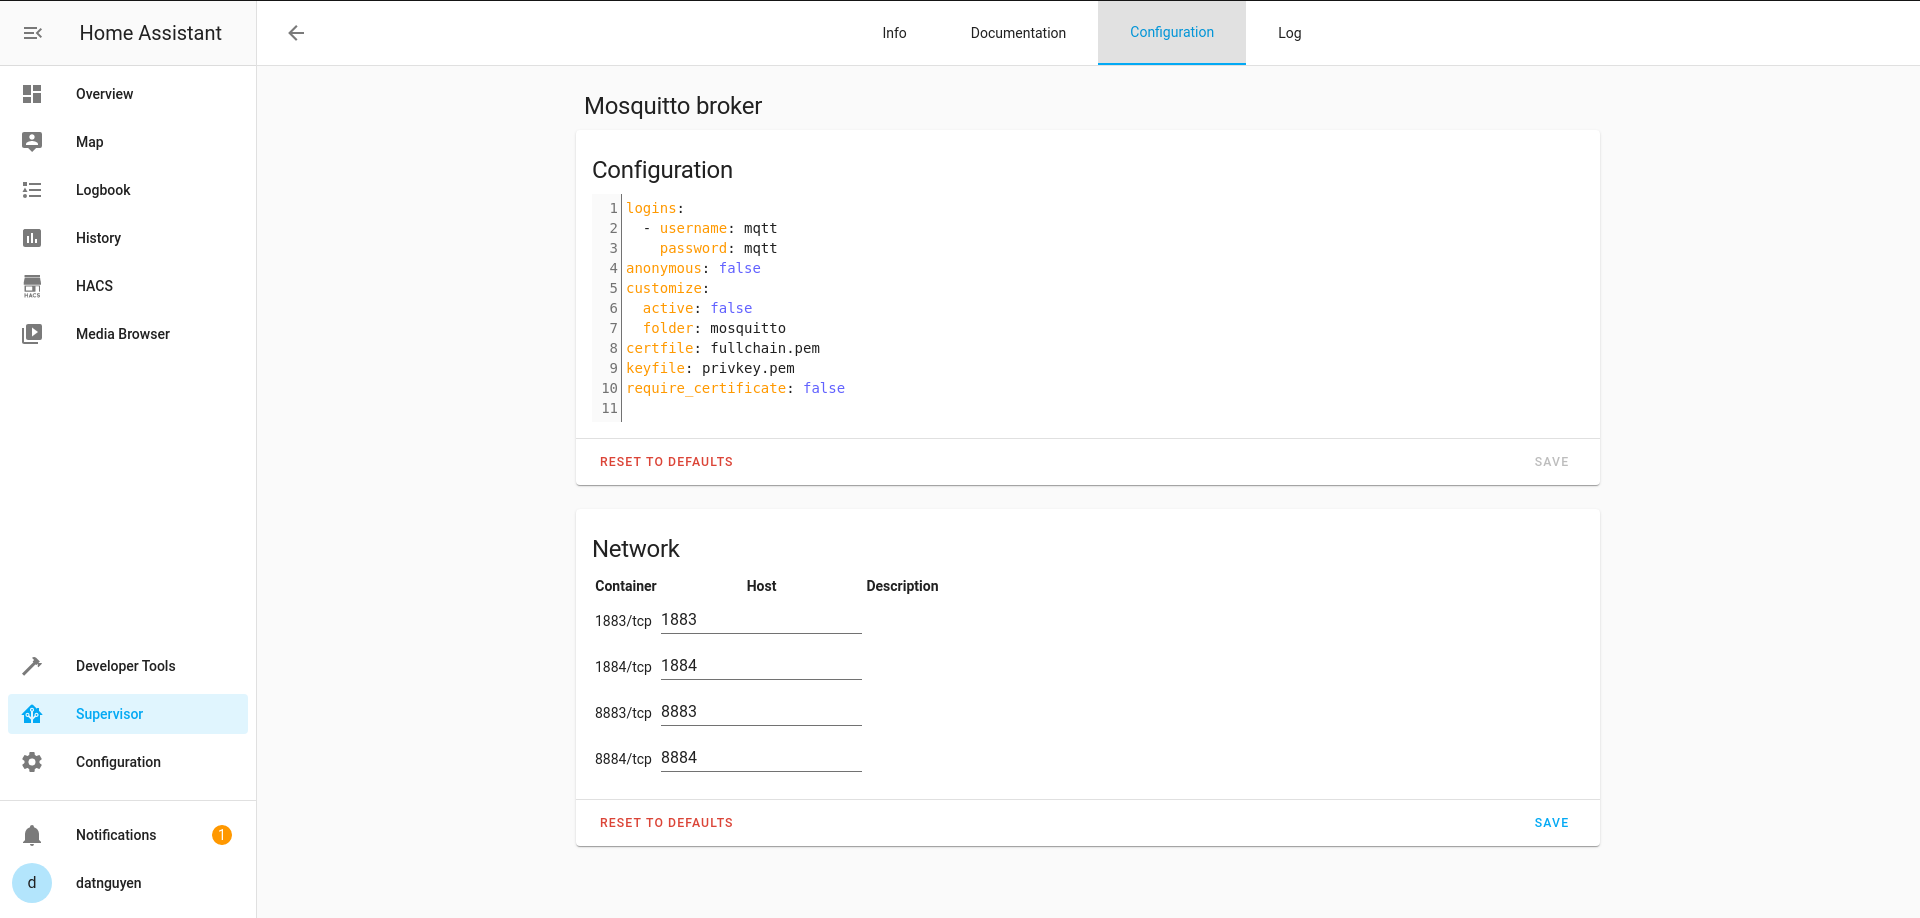 Home Assistant
Info
Documentation
Configuration
Log
Overview
Map
Logbook
History
HACS
HACS
Media Browser
Developer Tools
Supervisor
Configuration
Notifications
1
d
datnguyen
Mosquitto broker
Configuration
1 logins:
2   - username: mqtt
3     password: mqtt
4 anonymous: false
5 customize:
6   active: false
7   folder: mosquitto
8 certfile: fullchain.pem
9 keyfile: privkey.pem
10 require_certificate: false
11
RESET TO DEFAULTS SAVE
Network
Container Host Description
1883/tcp 1883
1884/tcp 1884
8883/tcp 8883
8884/tcp 8884
RESET TO DEFAULTS SAVE